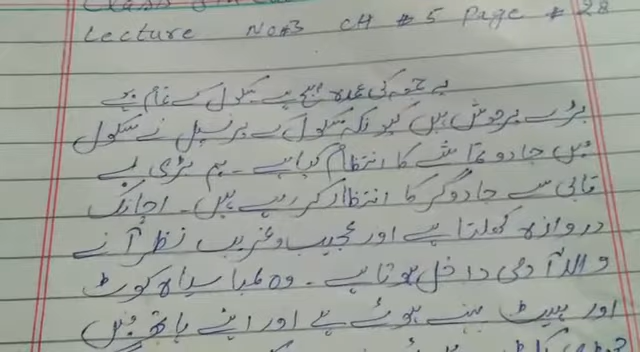 Lecture No#3 CH # 5 Page # 28
یہ جمعہ کی عمدہ صبح ہے۔ سکول کے تمام بچے
بڑے پرجوش ہیں کیونکہ سکول کے پرنسپل نے سکول
میں جادو تماشے کا انتظام کیا ہے۔ ہم بڑی بے
تابی سے جادوگر کا انتظار کر رہے ہیں۔ اچانک
دروازہ کھلتا ہے اور عجیب و غریب نظر آنے
والا آدمی داخل ہوتا ہے۔ وہ لمبا سیاہ کوٹ
اور ہیٹ پہنے ہوئے ہے اور اپنے ہاتھ میں